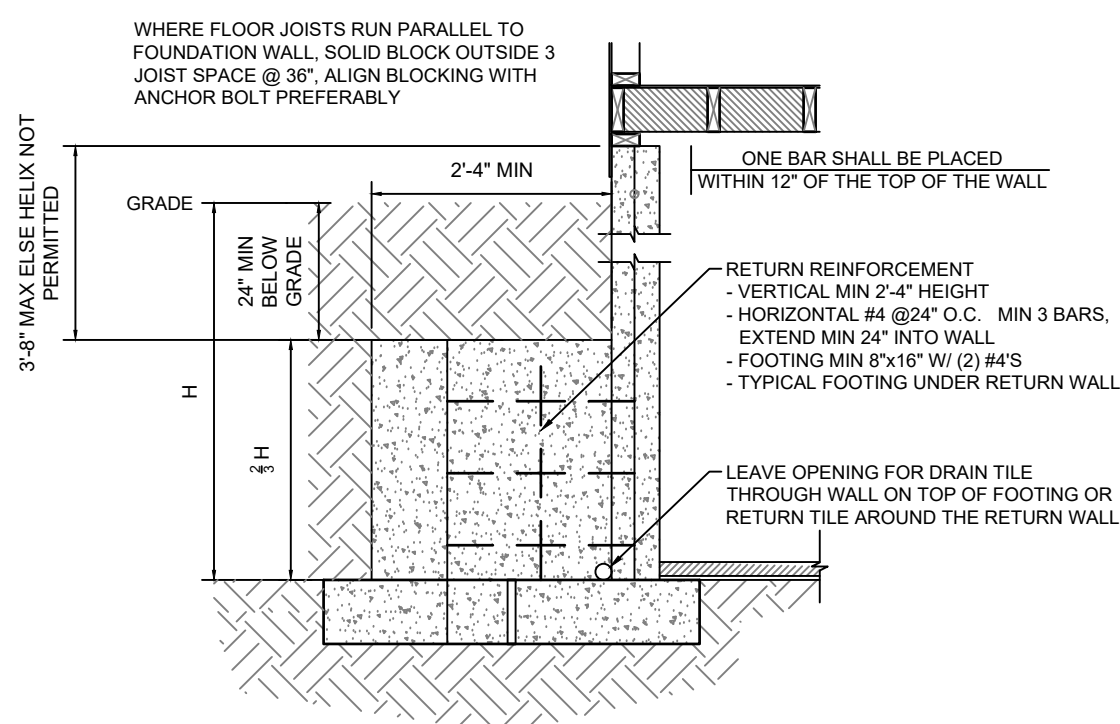 WHERE FLOOR JOISTS RUN PARALLEL TO
FOUNDATION WALL, SOLID BLOCK OUTSIDE 3
JOIST SPACE @ 36", ALIGN BLOCKING WITH
ANCHOR BOLT PREFERABLY
3'-8" MAX ELSE HELIX NOT
PERMITTED
2'-4" MIN
ONE BAR SHALL BE PLACED
WITHIN 12" OF THE TOP OF THE WALL
GRADE
24" MIN
BELOW
GRADE
H
2/3 H
RETURN REINFORCEMENT
- VERTICAL MIN 2'-4" HEIGHT
- HORIZONTAL #4 @24" O.C. MIN 3 BARS,
EXTEND MIN 24" INTO WALL
- FOOTING MIN 8"x16" W/ (2) #4'S
- TYPICAL FOOTING UNDER RETURN WALL
LEAVE OPENING FOR DRAIN TILE
THROUGH WALL ON TOP OF FOOTING OR
RETURN TILE AROUND THE RETURN WALL